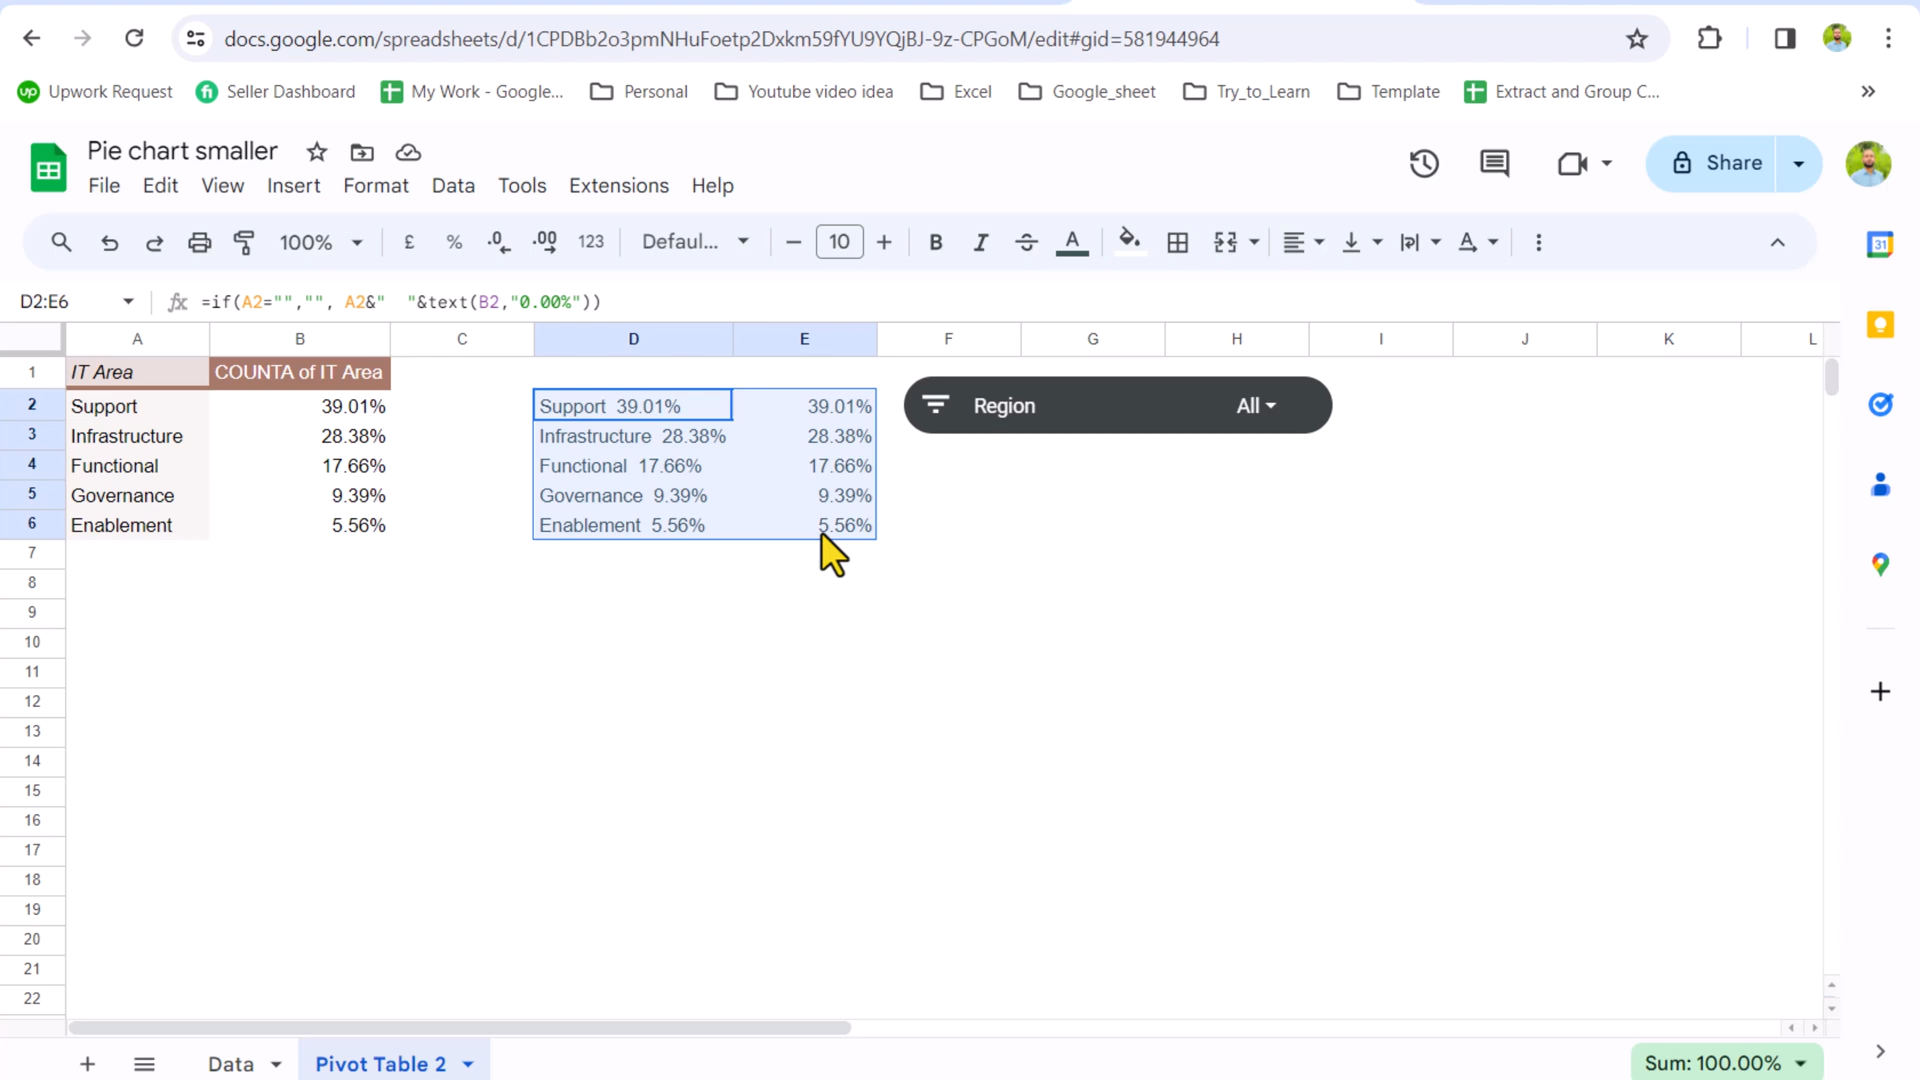 docs.google.com/spreadsheets/d/1CPDBb2o3pmNHuFoetp2Dxkm59fYU9YQjBJ-9z-CPGoM/edit#gid=581944964
up Upwork Request fi Seller Dashboard My Work - Google... Personal Youtube video idea Excel Google_sheet Try_to_Learn Template Extract and Group C... »
Pie chart smaller
Share
File Edit View Insert Format Data Tools Extensions Help
100% £ % .0 .00 123 Defaul... − 10 + B I S A
31
D2:E6 fx =if(A2="","", A2&"  "&text(B2,"0.00%"))
A B C D E F G H I J K L
1 IT Area COUNTA of IT Area
2 Support 39.01% Support 39.01% 39.01% Region All
3 Infrastructure 28.38% Infrastructure 28.38% 28.38%
4 Functional 17.66% Functional 17.66% 17.66%
5 Governance 9.39% Governance 9.39% 9.39%
6 Enablement 5.56% Enablement 5.56% 5.56%
7
8
9
10
11
12
13
14
15
16
17
18
19
20
21
22
+ Data Pivot Table 2 Sum: 100.00%